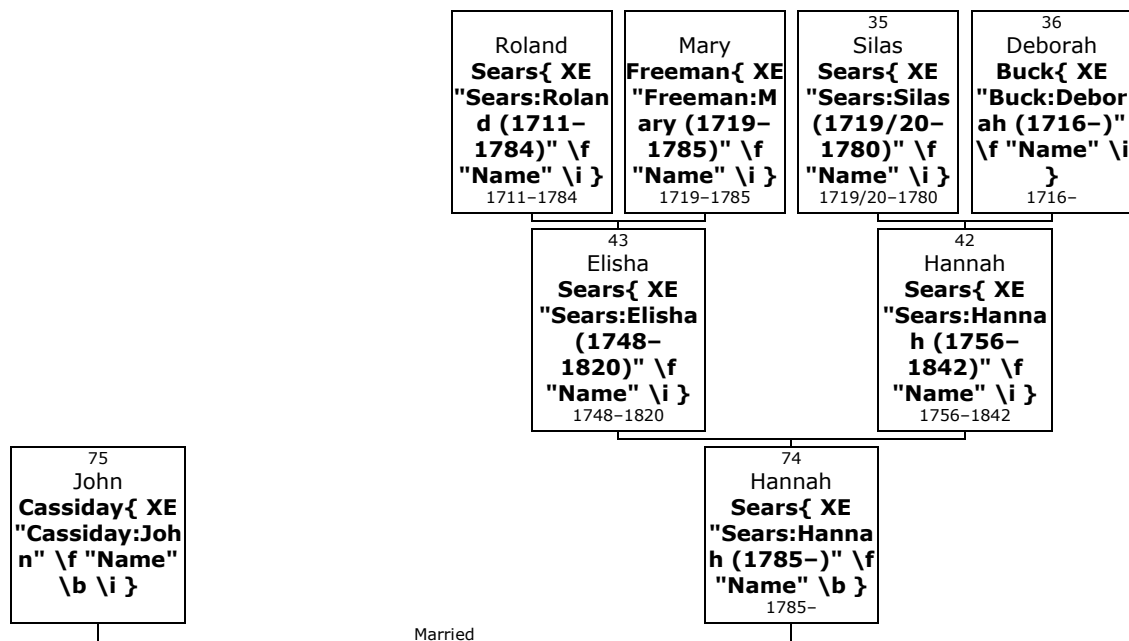 Roland
Sears{ XE
"Sears:Rolan
d (1711–
1784)" \f
"Name" \i }
1711–1784
Mary
Freeman{ XE
"Freeman:M
ary (1719–
1785)" \f
"Name" \i }
1719–1785
35
Silas
Sears{ XE
"Sears:Silas
(1719/20–
1780)" \f
"Name" \i }
1719/20–1780
36
Deborah
Buck{ XE
"Buck:Debor
ah (1716–)"
\f "Name" \i
}
1716–
43
Elisha
Sears{ XE
"Sears:Elisha
(1748–
1820)" \f
"Name" \i }
1748–1820
42
Hannah
Sears{ XE
"Sears:Hanna
h (1756–
1842)" \f
"Name" \i }
1756–1842
75
John
Cassiday{ XE
"Cassiday:Joh
n" \f "Name"
\b \i }
74
Hannah
Sears{ XE
"Sears:Hanna
h (1785–)" \f
"Name" \b }
1785–
Married